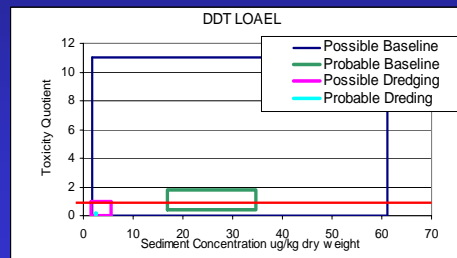 DDT LOAEL
Toxicity Quotient
12
10
8
6
4
2
0
0 10 20 30 40 50 60 70
Sediment Concentration ug/kg dry weight
Possible Baseline
Probable Baseline
Possible Dredging
Probable Dreding